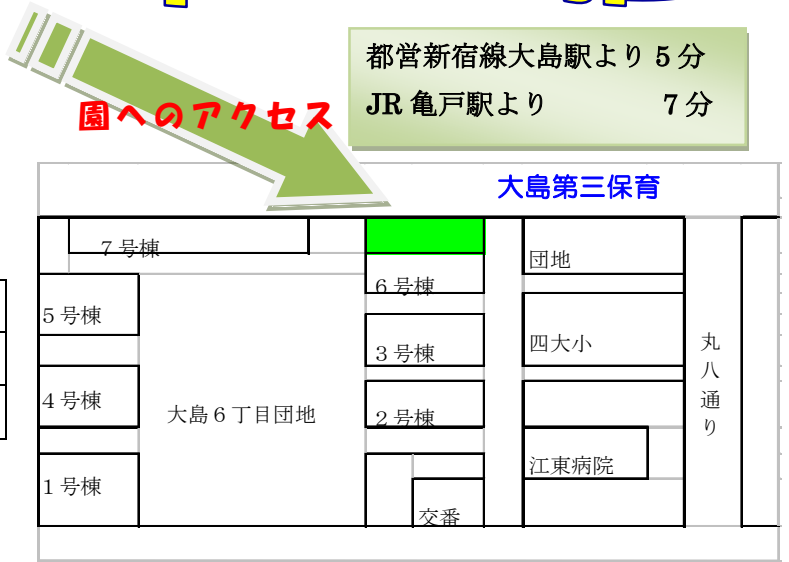 都営新宿線大島駅より 5 分
JR 亀戸駅より 7 分
園へのアクセス
大島第三保育
7号棟
団地
6号棟
5号棟
四大小
3号棟
丸八通り
4号棟
大島6丁目団地
2号棟
江東病院
1号棟
交番